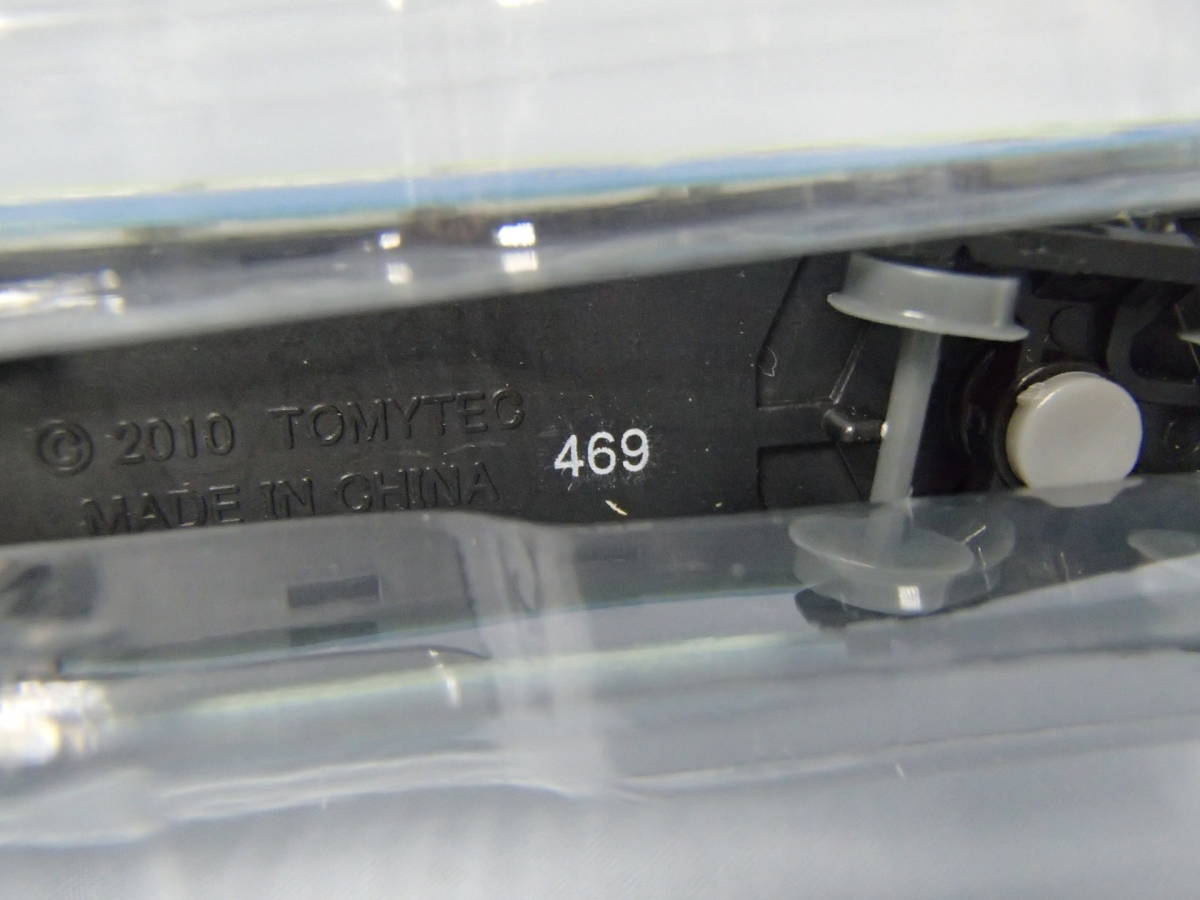 © 2010 TOMYTEC
MADE IN CHINA
469